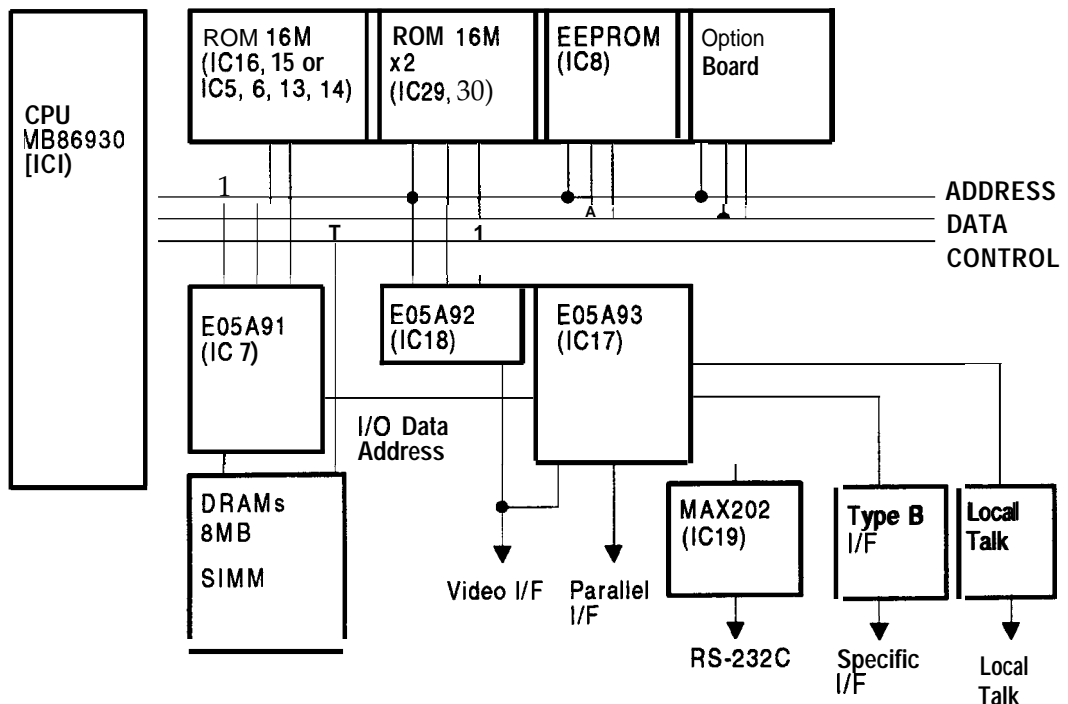 CPU
MB86930
[ICI)
ROM 16M
(IC16, 15 or
IC5, 6, 13, 14)
ROM 16M
x2
(IC29, 30)
EEPROM
(IC8)
Option
Board
1
ADDRESS
A
DATA
T
1
CONTROL
E05A91
(IC 7)
E05A92
(IC18)
E05A93
(IC17)
I/O Data
Address
DRAMs
8MB
SIMM
MAX202
(IC19)
Type B
I/F
Local
Talk
Video I/F
Parallel
I/F
RS-232C
Specific
I/F
Local
Talk